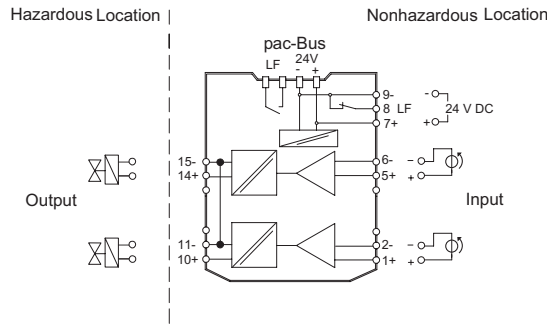 Hazardous Location
Nonhazardous Location
pac-Bus
LF
24V
- +
9-
8 LF
7+
-
+
24 V DC
15-
14+
6-
5+
-
+
Output
Input
11-
10+
2-
1+
-
+